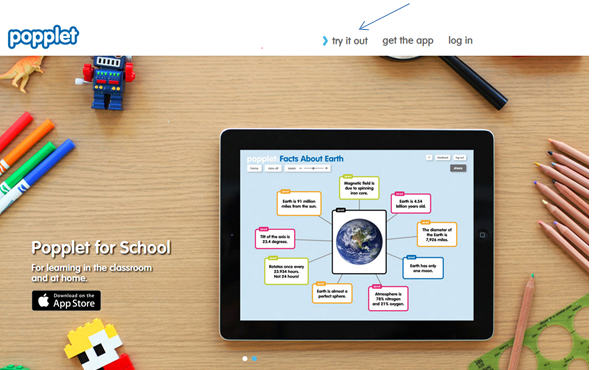 popplet
try it out
get the app
log in
popplet Facts About Earth
Magnetic field is
due to spinning
iron core.
Earth is 91 million
miles from the sun.
Earth is 4.54
billion years old.
Tilt of the axis is
23.4 degrees.
The diameter of
the Earth is
7,926 miles.
Rotates once every
23.934 hours.
Not 24 hours!
Earth has only
one moon.
Earth is almost a
perfect sphere.
Atmosphere is
78% nitrogen
and 21% oxygen.
Popplet for School
For learning in the classroom
and at home.
Download on the
App Store